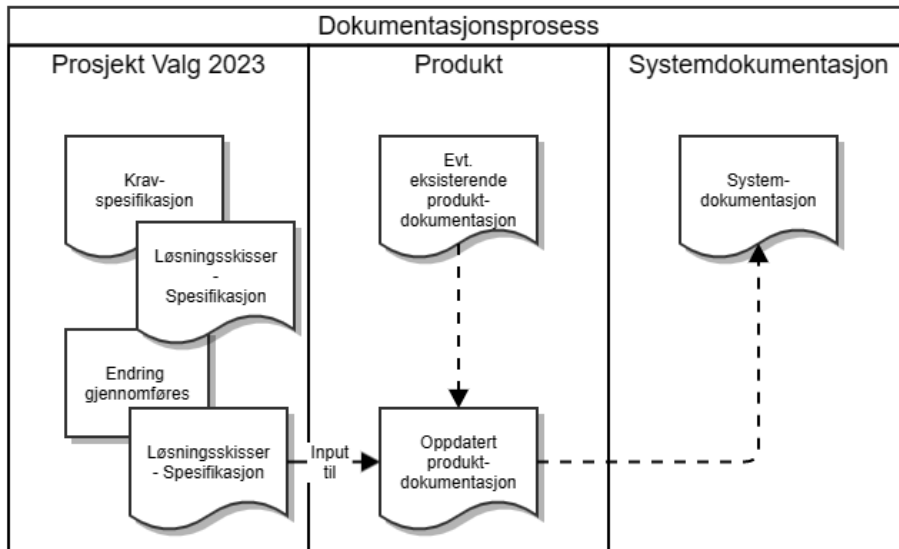 Dokumentasjonsprosess
Prosjekt Valg 2023
Produkt
Systemdokumentasjon
Krav-
spesifikasjon
Løsningsskisser
-
Spesifikasjon
Endring
gjennomføres
Løsningsskisser
- Spesifikasjon
Input
til
Evt.
eksisterende
produkt-
dokumentasjon
Oppdatert
produkt-
dokumentasjon
System-
dokumentasjon